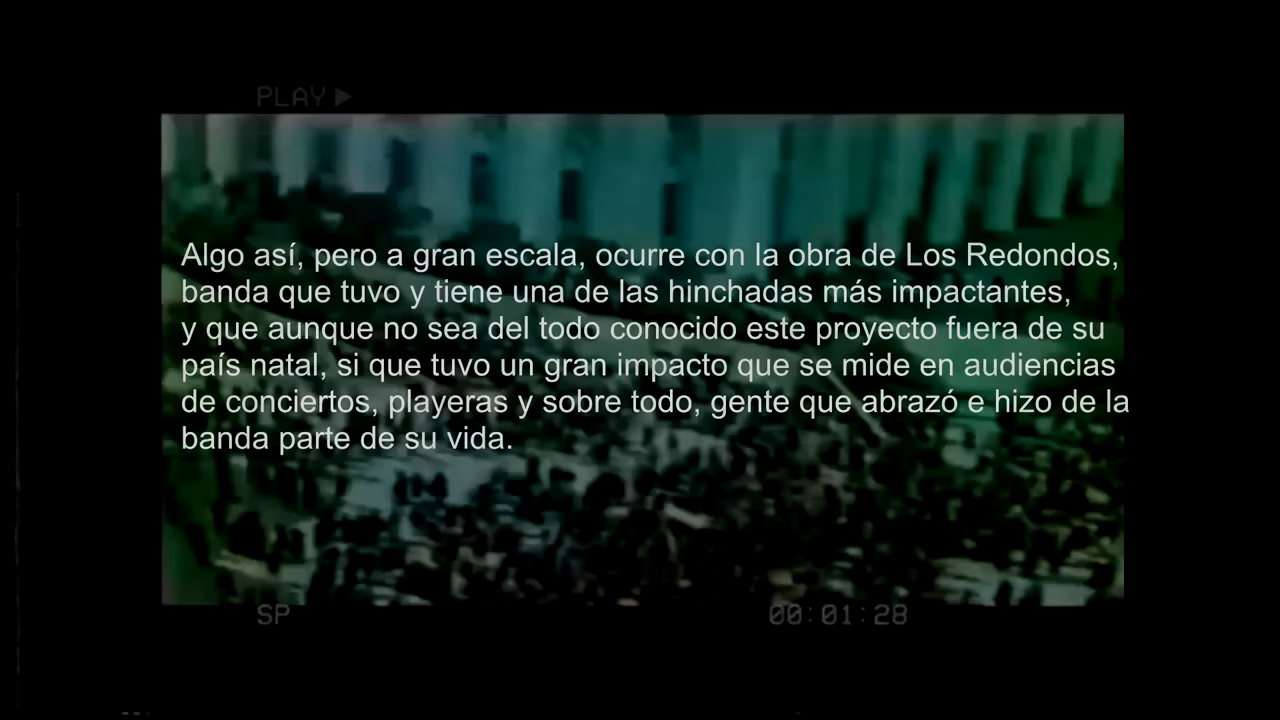 PLAY
Algo así, pero a gran escala, ocurre con la obra de Los Redondos,
banda que tuvo y tiene una de las hinchadas más impactantes,
y que aunque no sea del todo conocido este proyecto fuera de su
país natal, si que tuvo un gran impacto que se mide en audiencias
de conciertos, playeras y sobre todo, gente que abrazó e hizo de la
banda parte de su vida.
SP 00:01:28